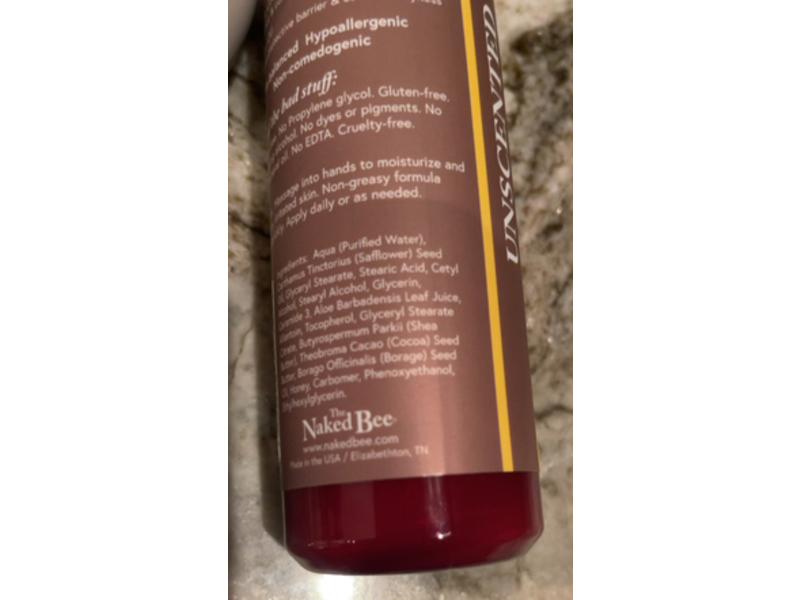 barrier &
Hypoallergenic
Non-comedogenic
bad stuff:
No Propylene glycol. Gluten-free.
No dyes or pigments. No
oil. No EDTA. Cruelty-free.
into hands to moisturize and
skin. Non-greasy formula
Apply daily or as needed.
Ingredients: Aqua (Purified Water),
Carthamus Tinctorius (Safflower) Seed
Oil, Glyceryl Stearate, Stearic Acid, Cetyl
Alcohol, Stearyl Alcohol, Glycerin,
Ceramide 3, Aloe Barbadensis Leaf Juice,
Allantoin, Tocopherol, Glyceryl Stearate
Citrate, Butyrospermum Parkii (Shea
Butter), Theobroma Cacao (Cocoa) Seed
Butter, Borago Officinalis (Borage) Seed
Oil, Honey, Carbomer, Phenoxyethanol,
Ethylhexylglycerin.
The
Naked Bee
www.nakedbee.com
Made in the USA / Elizabethton, TN
UNSCENTED